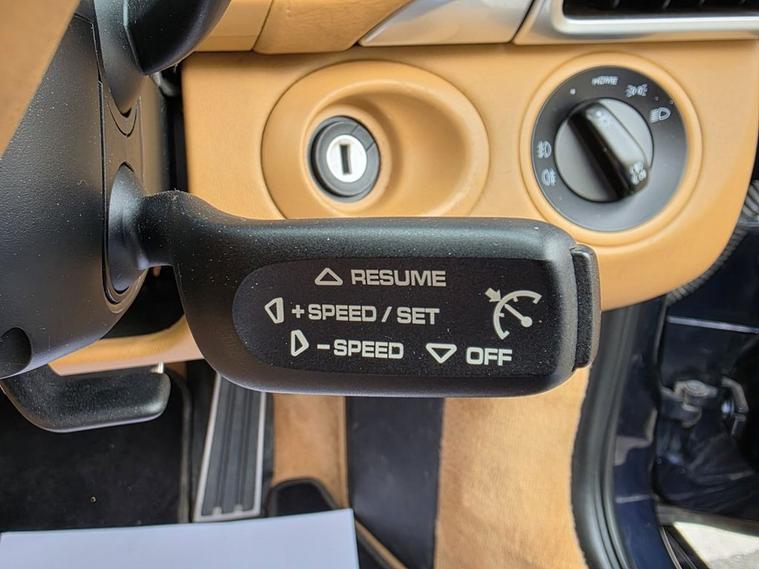 HOME
RESUME
+ SPEED / SET
- SPEED OFF